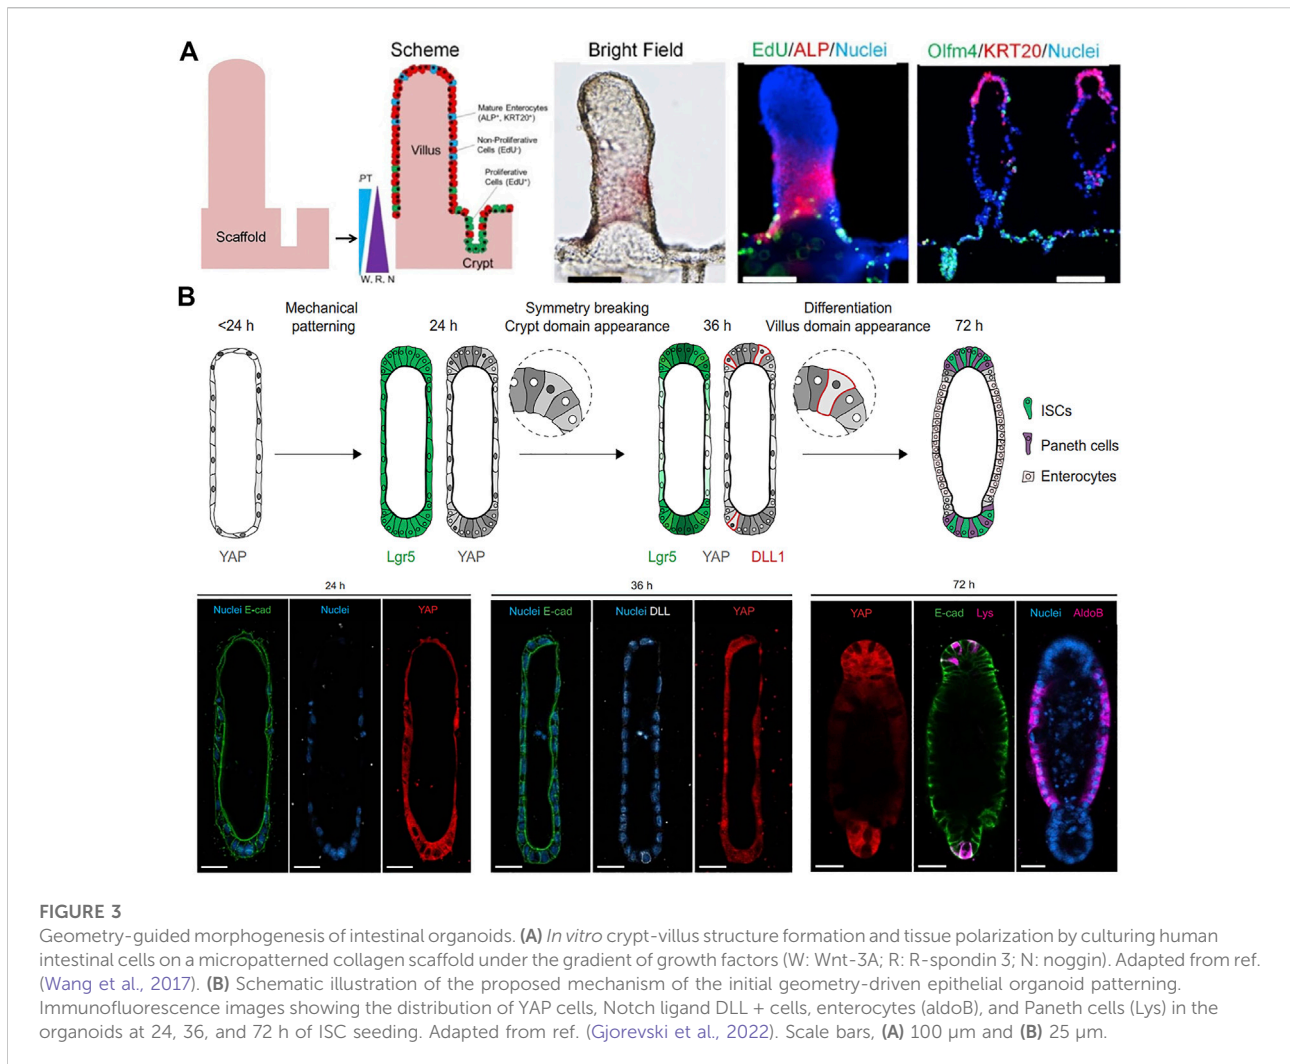 A
Scheme
Bright Field
EdU/ALP/Nuclei
Olfm4/KRT20/Nuclei
Scaffold
PT
W, R, N
Villus
Crypt
Mature Enterocytes
(ALP⁺, KRT20⁺)
Non-Proliferative
Cells (EdU⁻)
Proliferative
Cells (EdU⁺)
B
<24 h
Mechanical
patterning
24 h
Symmetry breaking
Crypt domain appearance
36 h
Differentiation
Villus domain appearance
72 h
ISCs
Paneth cells
Enterocytes
YAP
Lgr5
YAP
Lgr5
YAP
DLL1
24 h
36 h
72 h
Nuclei E-cad
Nuclei
YAP
Nuclei E-cad
Nuclei DLL
YAP
YAP
E-cad Lys
Nuclei AldoB
FIGURE 3
Geometry-guided morphogenesis of intestinal organoids. (A) In vitro crypt-villus structure formation and tissue polarization by culturing human
intestinal cells on a micropatterned collagen scaffold under the gradient of growth factors (W: Wnt-3A; R: R-spondin 3; N: noggin). Adapted from ref.
(Wang et al., 2017). (B) Schematic illustration of the proposed mechanism of the initial geometry-driven epithelial organoid patterning.
Immunofluorescence images showing the distribution of YAP cells, Notch ligand DLL + cells, enterocytes (aldoB), and Paneth cells (Lys) in the
organoids at 24, 36, and 72 h of ISC seeding. Adapted from ref. (Gjorevski et al., 2022). Scale bars, (A) 100 µm and (B) 25 µm.